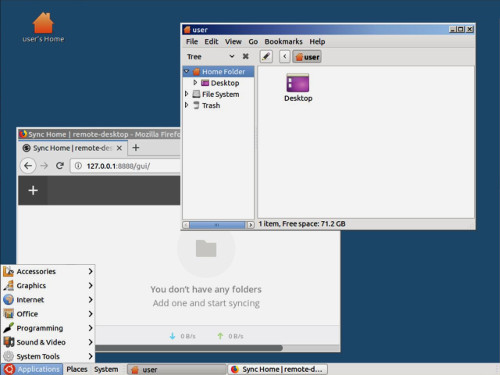 user's Home
user
File Edit View Go Bookmarks Help
Tree
user
Home Folder
Desktop
File System
Trash
Desktop
1 item, Free space: 71.2 GB
Sync Home | remote-desktop - Mozilla Firefo
Sync Home | remote-des
127.0.0.1:8888/gui/
You don't have any folders
Add one and start syncing
0 B/s 0 B/s
Accessories
Graphics
Internet
Office
Programming
Sound & Video
System Tools
Applications Places System user Sync Home | remote-d...